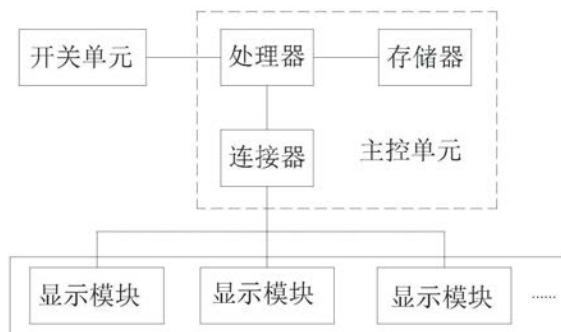 开关单元 处理器 存储器
连接器 主控单元
显示模块 显示模块 显示模块 ......